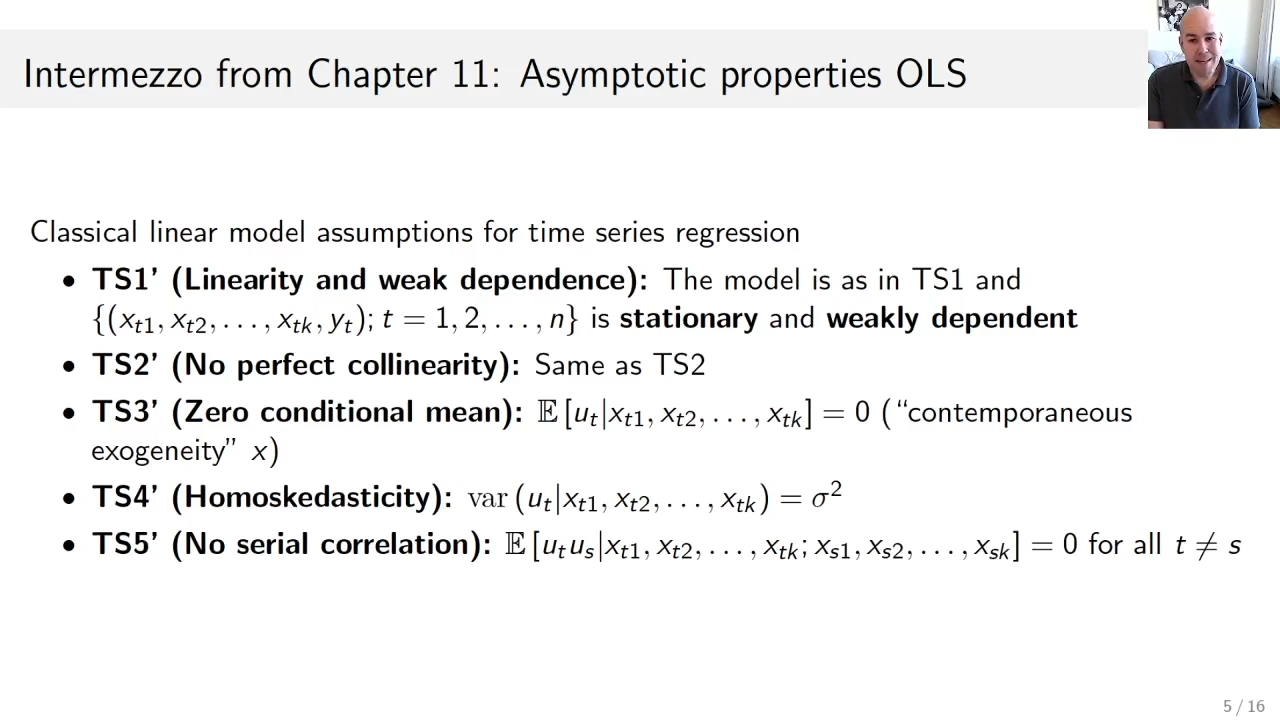 Intermezzo from Chapter 11: Asymptotic properties OLS
Classical linear model assumptions for time series regression
• TS1’ (Linearity and weak dependence): The model is as in TS1 and
{(xₜ₁, xₜ₂, . . . , xₜₖ, yₜ); t = 1, 2, . . . , n} is stationary and weakly dependent
• TS2’ (No perfect collinearity): Same as TS2
• TS3’ (Zero conditional mean): 𝔼 [uₜ|xₜ₁, xₜ₂, . . . , xₜₖ] = 0 (“contemporaneous
exogeneity” x)
• TS4’ (Homoskedasticity): var (uₜ|xₜ₁, xₜ₂, . . . , xₜₖ) = σ²
• TS5’ (No serial correlation): 𝔼 [uₜuₛ|xₜ₁, xₜ₂, . . . , xₜₖ; xₛ₁, xₛ₂, . . . , xₛₖ] = 0 for all t ≠ s
5 / 16